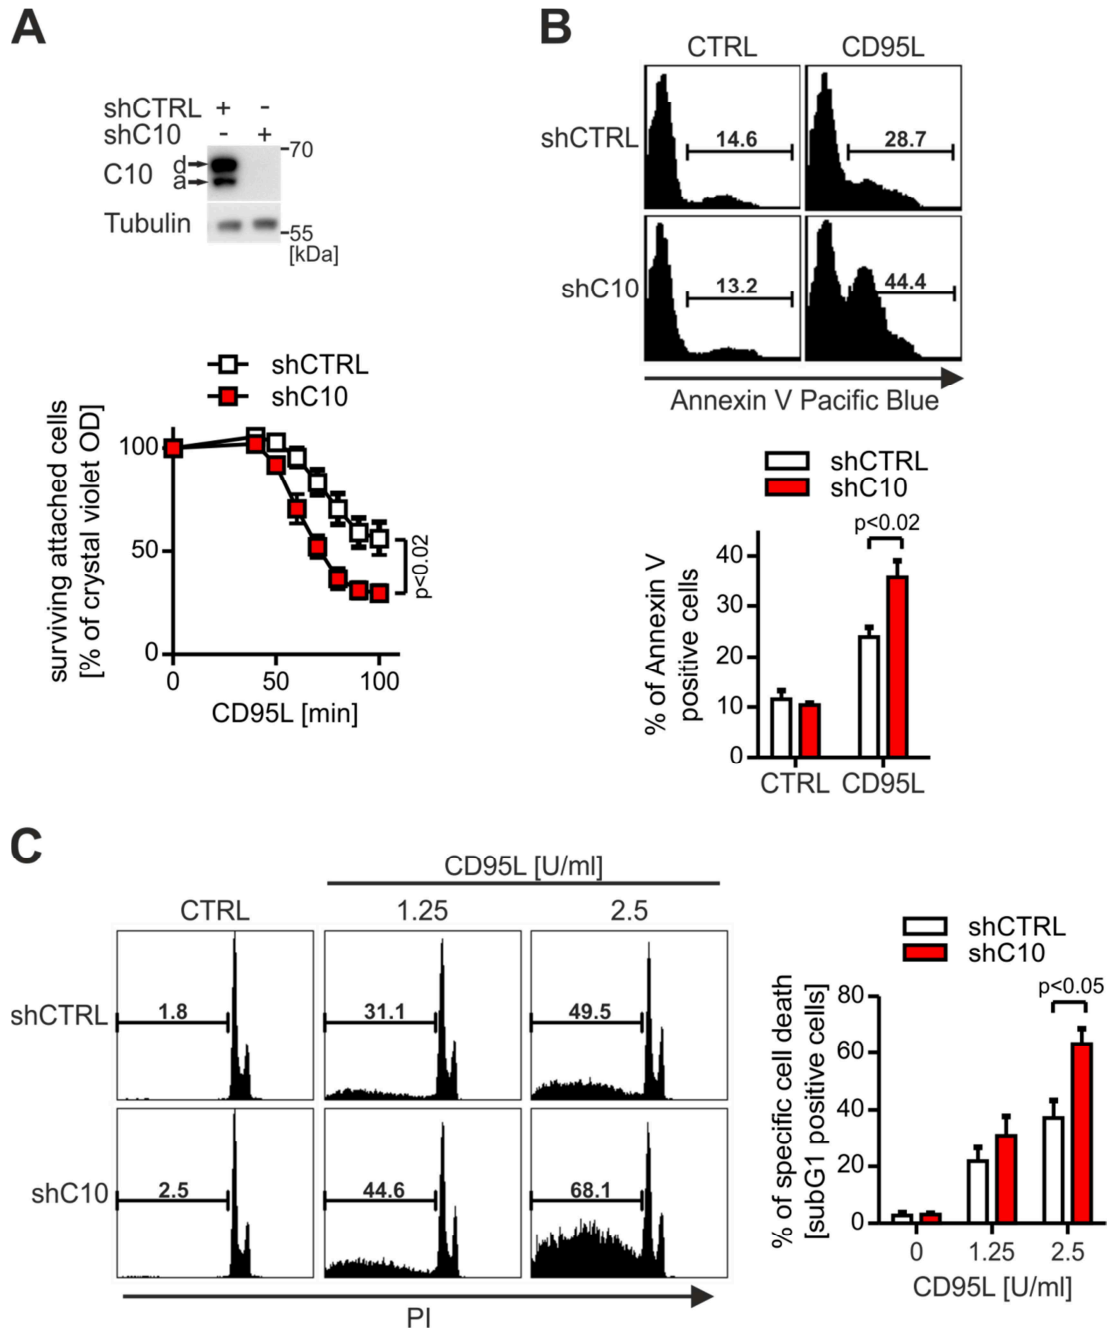 A
shCTRL + -
shC10 - +
70
C10 d
a
Tubulin
55
[kDa]
shCTRL
shC10
surviving attached cells
[% of crystal violet OD]
100
50
0
p<0.02
0 50 100
CD95L [min]
B
CTRL CD95L
shCTRL 14.6 28.7
shC10 13.2 44.4
Annexin V Pacific Blue
shCTRL
shC10
p<0.02
% of Annexin V
positive cells
40
30
20
10
0
CTRL CD95L
C
CD95L [U/ml]
CTRL 1.25 2.5
shCTRL 1.8 31.1 49.5
shC10 2.5 44.6 68.1
PI
shCTRL
shC10
p<0.05
% of specific cell death
[subG1 positive cells]
80
60
40
20
0
0 1.25 2.5
CD95L [U/ml]